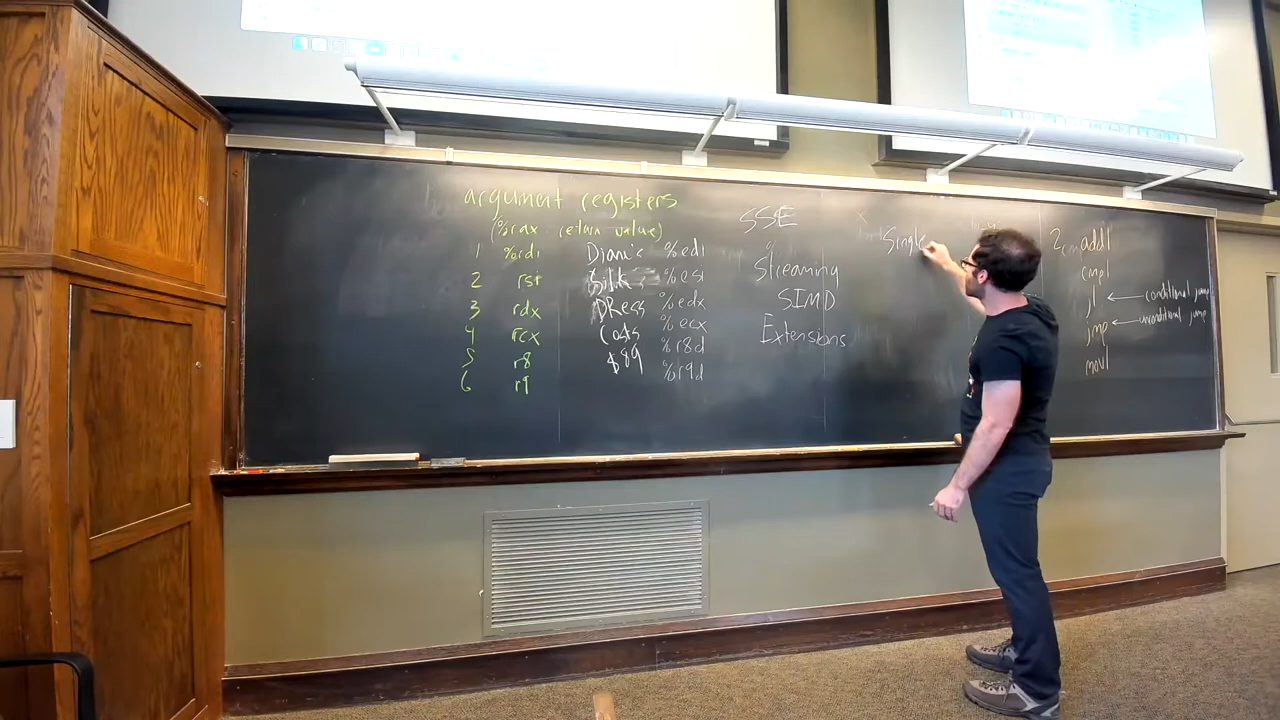 argument registers
(%rax return value)
1 %rdi Diane's %edi
2 rsi Silk %esi
3 rdx DRess %edx
4 rcx Costs %ecx
5 r8 $89 %r8d
6 r9 %r9d
SSE
Streaming
SIMD
Extensions
Single
addl
cmpl
jl ← conditional jump
jmp ← unconditional jump
movl